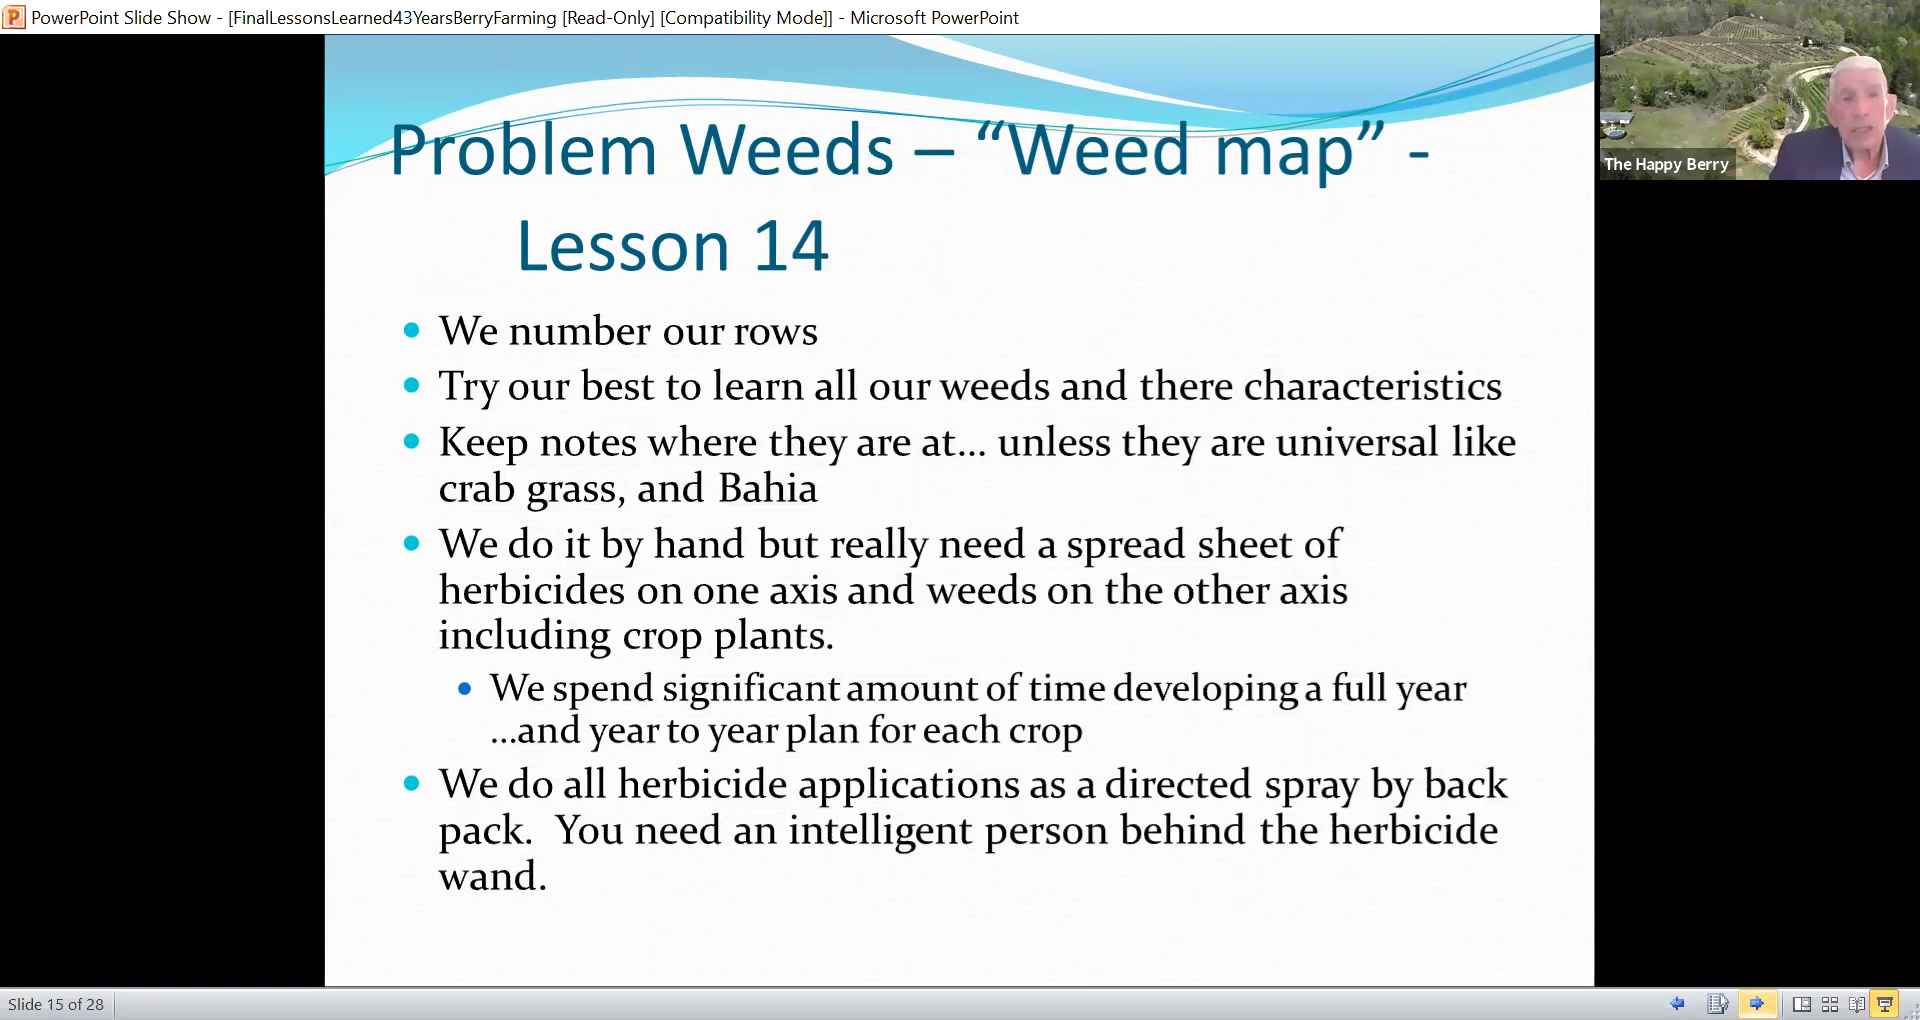 PowerPoint Slide Show - [FinalLessonsLearned43YearsBerryFarming [Read-Only] [Compatibility Mode]] - Microsoft PowerPoint
The Happy Berry
Problem Weeds – “Weed map” -
Lesson 14
We number our rows
Try our best to learn all our weeds and there characteristics
Keep notes where they are at... unless they are universal like
crab grass, and Bahia
We do it by hand but really need a spread sheet of
herbicides on one axis and weeds on the other axis
including crop plants.
We spend significant amount of time developing a full year
...and year to year plan for each crop
We do all herbicide applications as a directed spray by back
pack.  You need an intelligent person behind the herbicide
wand.
Slide 15 of 28